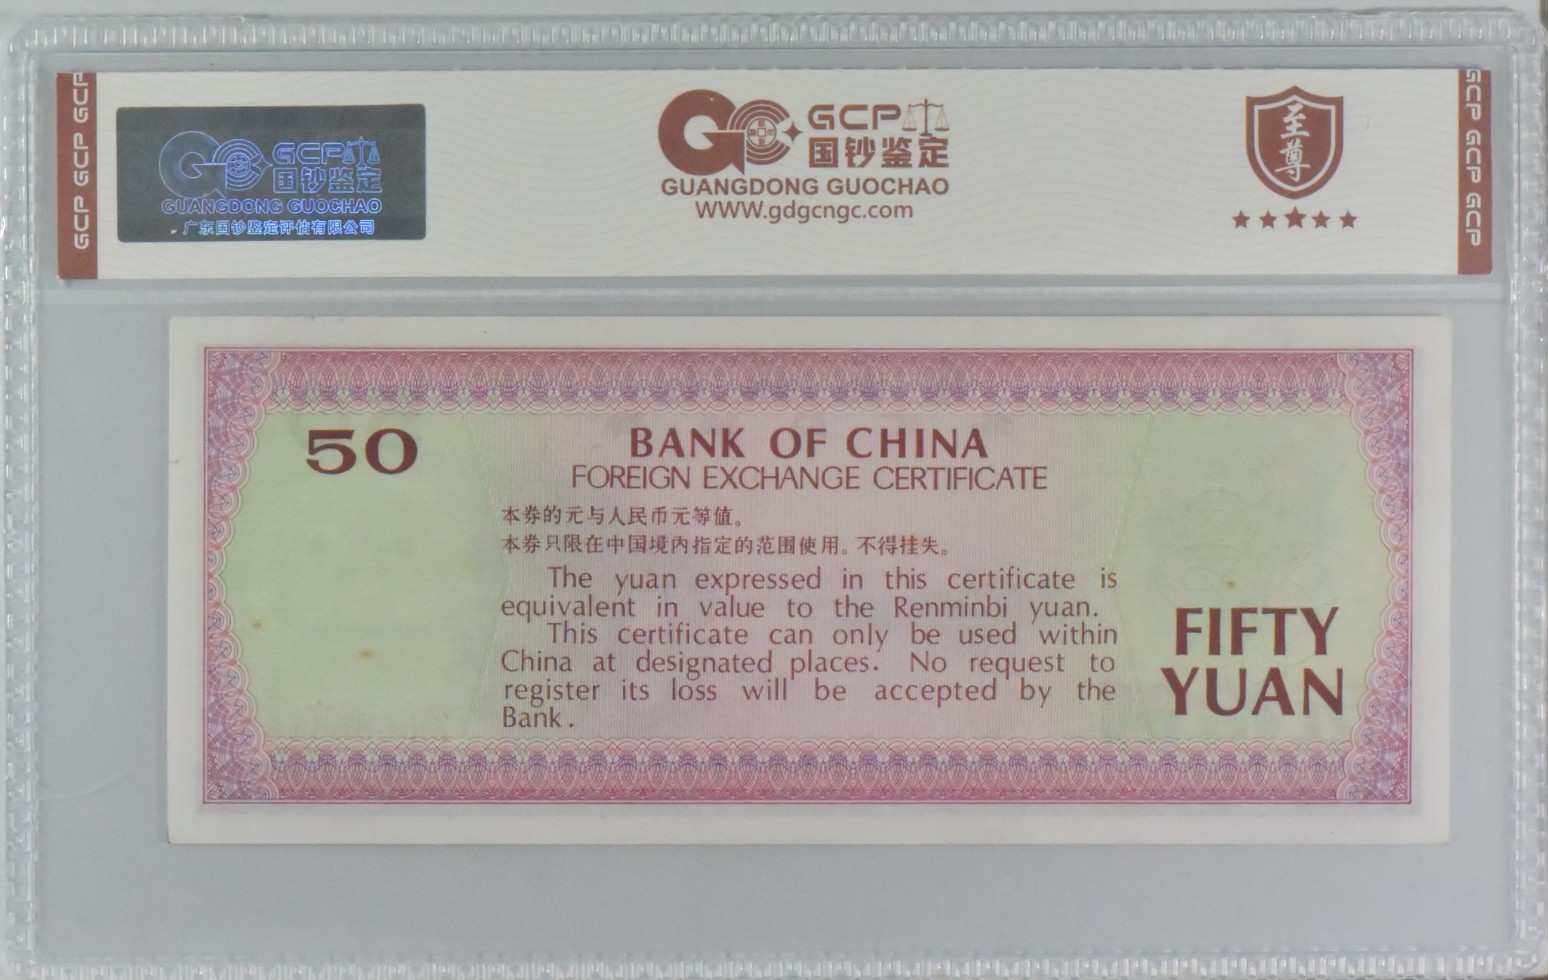 GCP GCP GCP
GCP
国钞鉴定
GUANGDONG GUOCHAO
广东国钞鉴定评估有限公司
GCP
国钞鉴定
GUANGDONG GUOCHAO
WWW.gdgcngc.com
至尊
GCP GCP GCP
50
BANK OF CHINA
FOREIGN EXCHANGE CERTIFICATE
本券的元与人民币元等值。
本券只限在中国境内指定的范围使用。不得挂失。
The yuan expressed in this certificate is
equivalent in value to the Renminbi yuan.
This certificate can only be used within
China at designated places. No request to
register its loss will be accepted by the
Bank.
FIFTY
YUAN